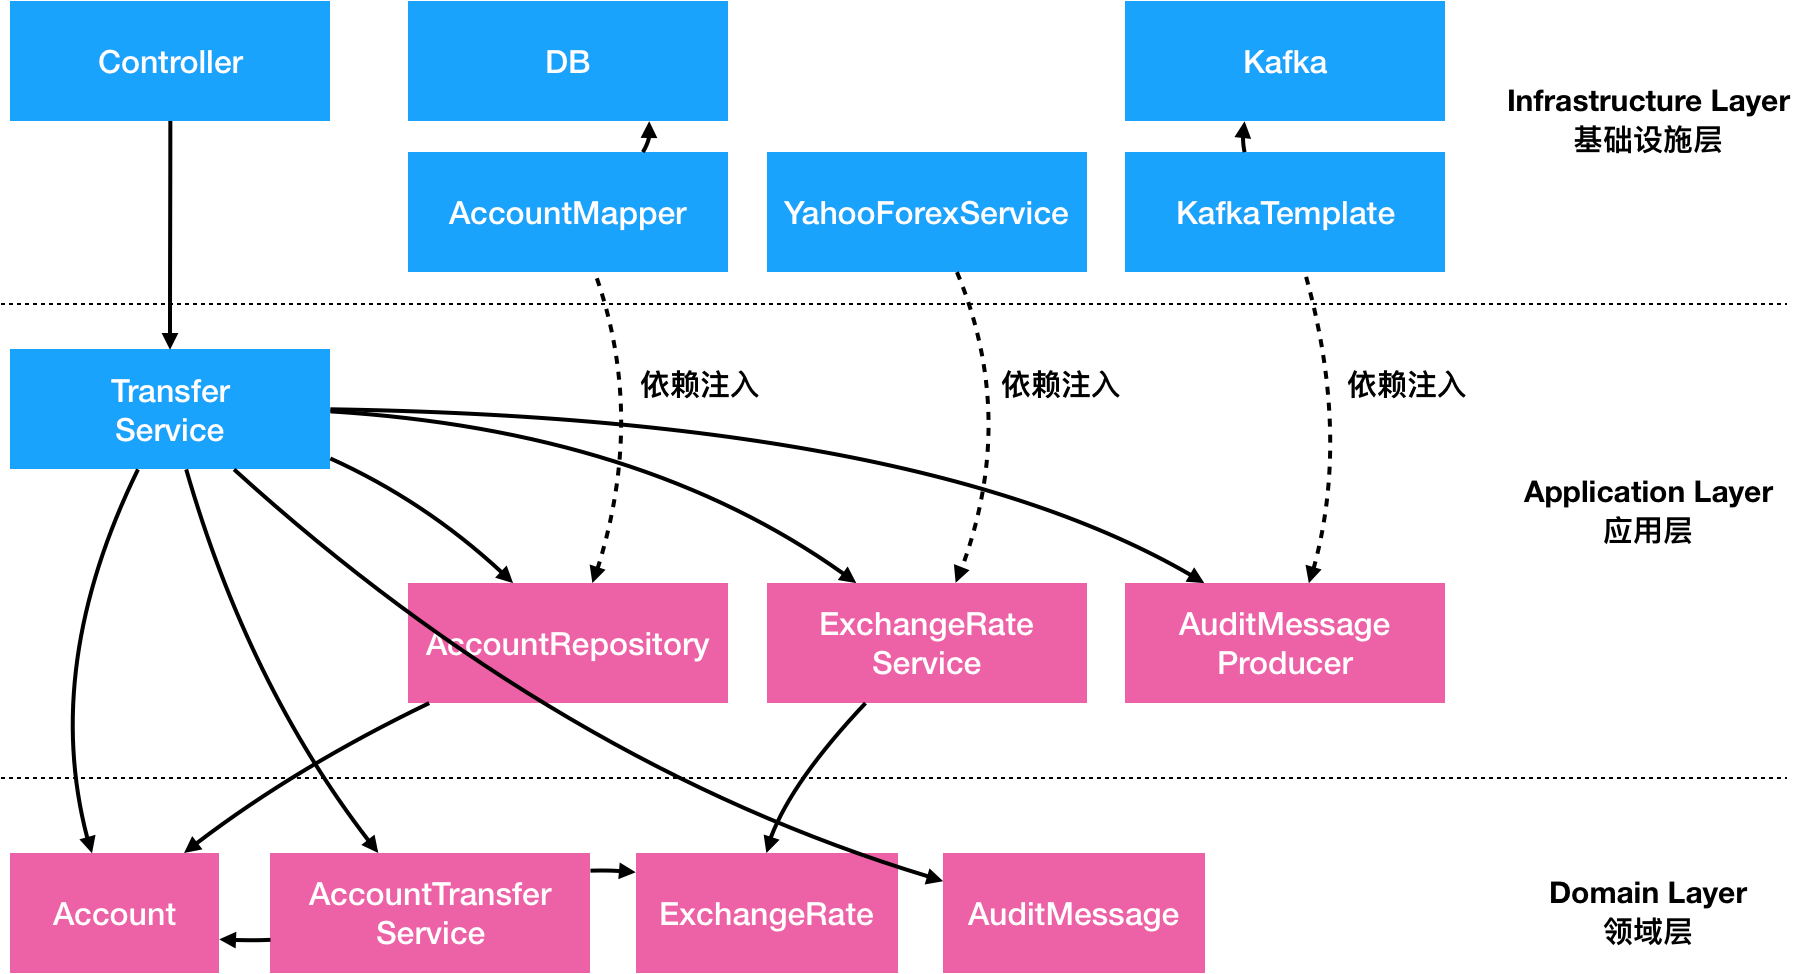 Controller
DB
Kafka
Infrastructure Layer
基础设施层
AccountMapper
YahooForexService
KafkaTemplate
依赖注入
依赖注入
依赖注入
Transfer
Service
Application Layer
应用层
AccountRepository
ExchangeRate
Service
AuditMessage
Producer
Account
AccountTransfer
Service
ExchangeRate
AuditMessage
Domain Layer
领域层